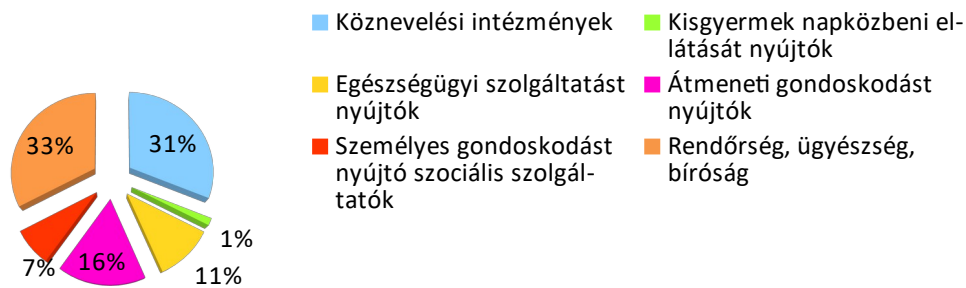 Köznevelési intézmények
Kisgyermek napközbeni el-
látását nyújtók
Egészségügyi szolgáltatást
nyújtók
Átmeneti gondoskodást
nyújtók
Személyes gondoskodást
nyújtó szociális szolgál-
tatók
Rendőrség, ügyészség,
bíróság
33%
31%
1%
11%
16%
7%